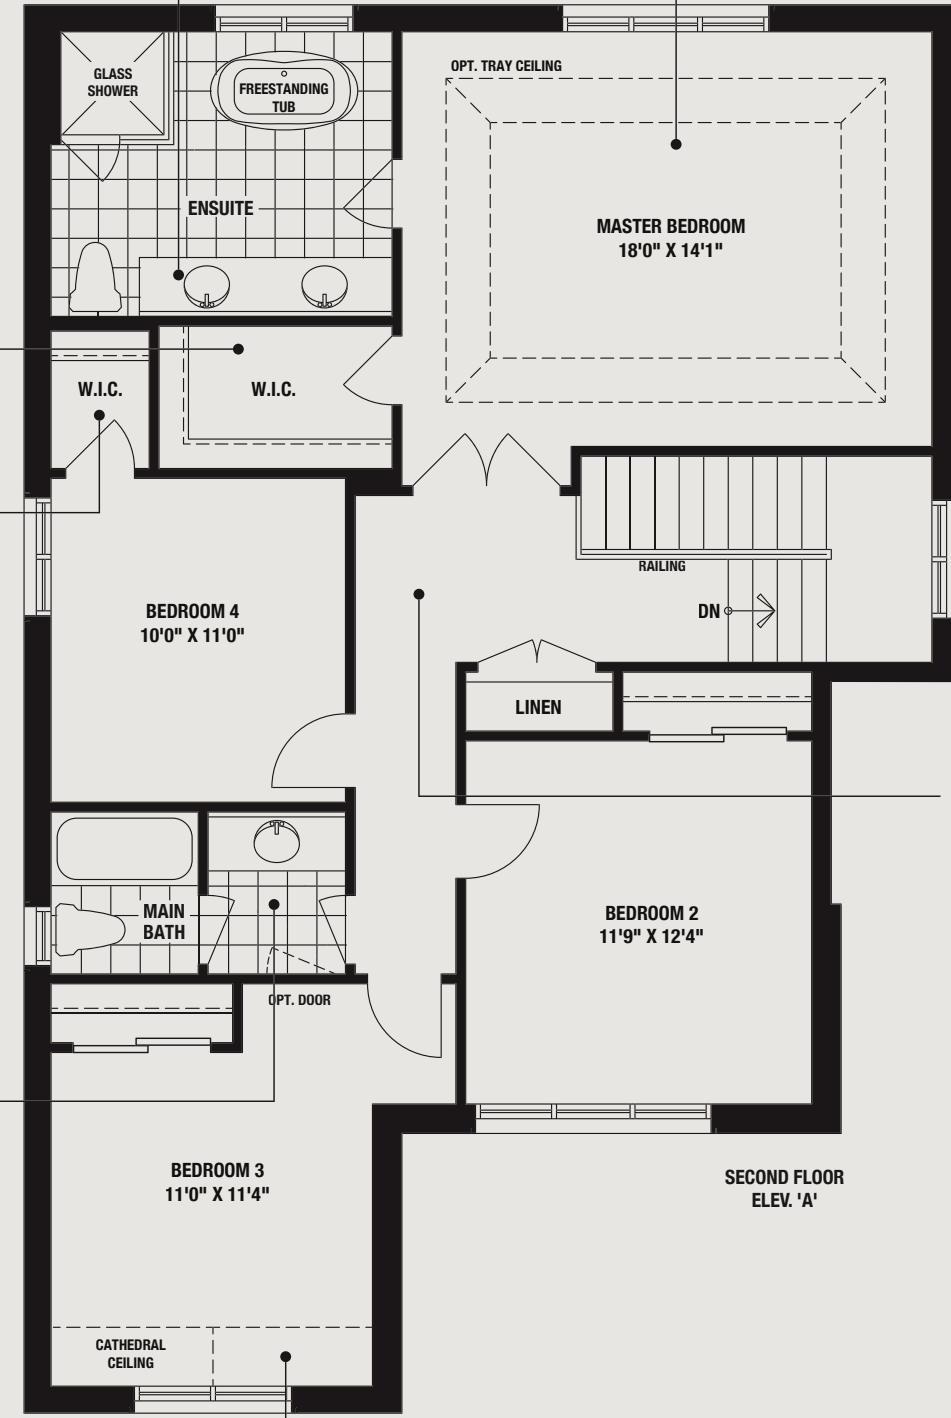 GLASS
SHOWER
FREESTANDING
TUB
OPT. TRAY CEILING
ENSUITE
MASTER BEDROOM
18'0" X 14'1"
W.I.C.
W.I.C.
RAILING
DN
BEDROOM 4
10'0" X 11'0"
LINEN
MAIN
BATH
BEDROOM 2
11'9" X 12'4"
OPT. DOOR
BEDROOM 3
11'0" X 11'4"
SECOND FLOOR
ELEV. 'A'
CATHEDRAL
CEILING